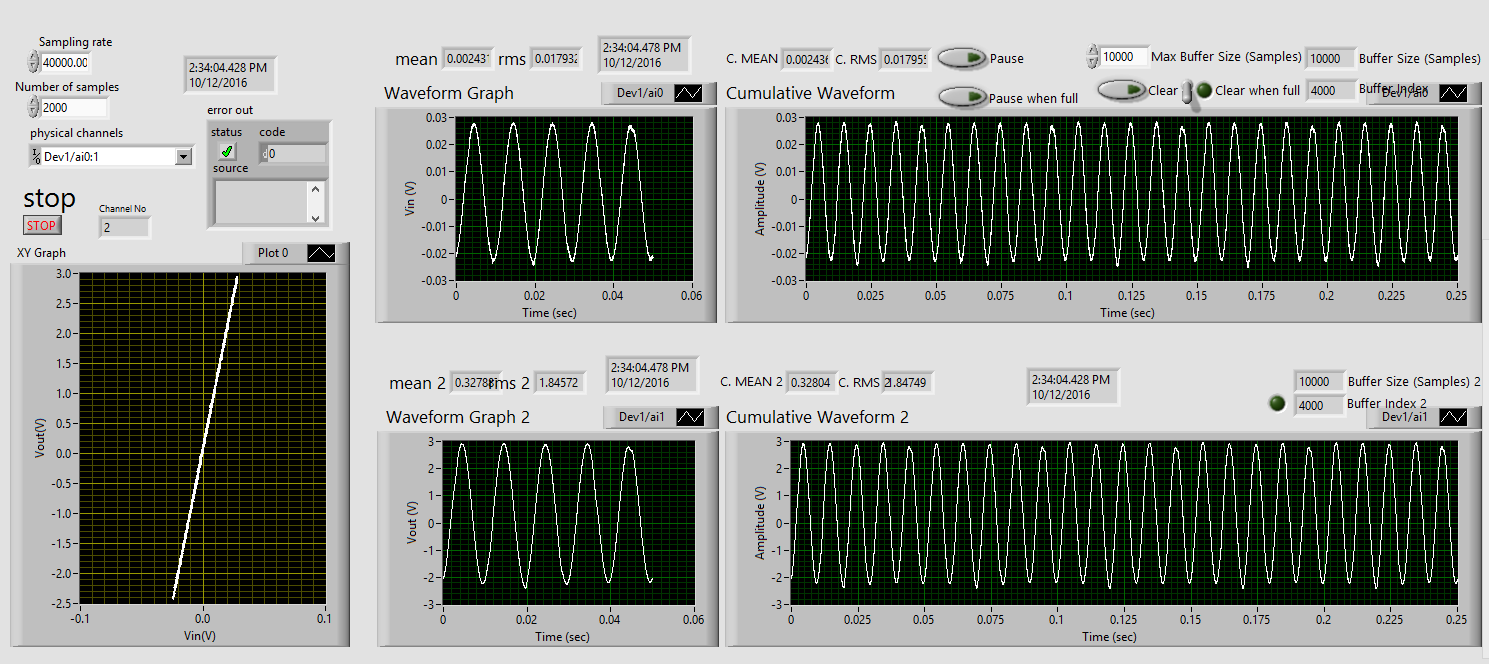 Sampling rate
40000.00
Number of samples
2000
physical channels
Dev1/ai0:1
stop
STOP
Channel No
2
2:34:04.428 PM
10/12/2016
error out
status code
0
source
XY Graph
Plot 0
Vout(V)
3.0
2.5
2.0
1.5
1.0
0.5
0.0
-0.5
-1.0
-1.5
-2.0
-2.5
-0.1 0.0 0.1
Vin(V)
mean 0.00243 rms 0.01793
2:34:04.478 PM
10/12/2016
Waveform Graph
Dev1/ai0
Vin (V)
0.03
0.02
0.01
0
-0.01
-0.02
-0.03
0 0.02 0.04 0.06
Time (sec)
C. MEAN 0.00243 C. RMS 0.01795
Pause
Pause when full
10000 Max Buffer Size (Samples)
10000 Buffer Size (Samples)
Clear
Clear when full
4000 Buffer Index
Cumulative Waveform
Dev1/ai0
Amplitude (V)
0.03
0.02
0.01
0
-0.01
-0.02
-0.03
0 0.025 0.05 0.075 0.1 0.125 0.15 0.175 0.2 0.225 0.25
Time (sec)
mean 2 0.3278 rms 2 1.84572
2:34:04.478 PM
10/12/2016
Waveform Graph 2
Dev1/ai1
Vout (V)
3
2
1
0
-1
-2
-3
0 0.02 0.04 0.06
Time (sec)
C. MEAN 2 0.32804 C. RMS 2 1.84749
2:34:04.428 PM
10/12/2016
10000 Buffer Size (Samples) 2
4000 Buffer Index 2
Cumulative Waveform 2
Dev1/ai1
Amplitude (V)
3
2
1
0
-1
-2
-3
0 0.025 0.05 0.075 0.1 0.125 0.15 0.175 0.2 0.225 0.25
Time (sec)